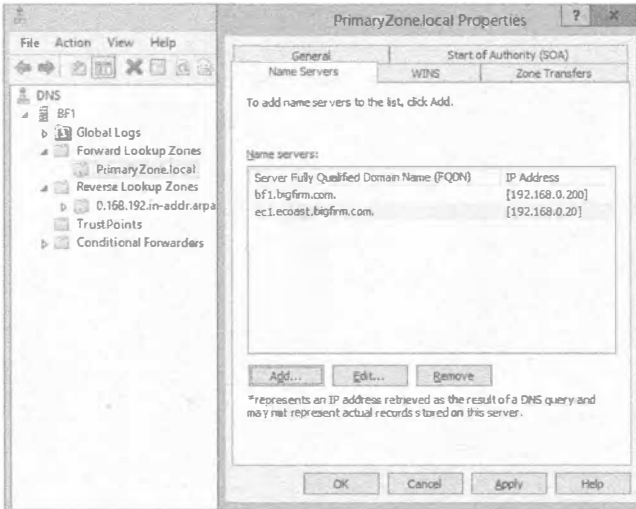 PrimaryZone.local Properties
?
File Action View Help
DNS
BF1
Global Logs
Forward Lookup Zones
PrimaryZone.local
Reverse Lookup Zones
0.168.192.in-addr.arpa
TrustPoints
Conditional Forwarders
General
Start of Authority (SOA)
Name Servers
WINS
Zone Transfers
To add name servers to the list, click Add.
Name servers:
Server Fully Qualified Domain Name (FQDN) IP Address
bf1.bigfirm.com. [192.168.0.200]
ec1.ecoast.bigfirm.com. [192.168.0.20]
Add... Edit... Remove
*represents an IP address retrieved as the result of a DNS query and
may not represent actual records stored on this server.
OK Cancel Apply Help